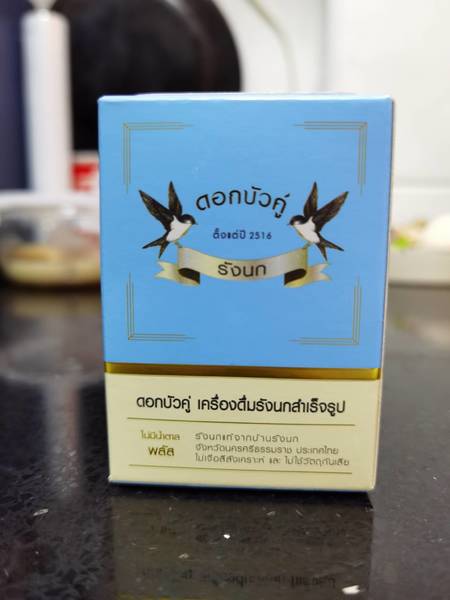 ดอกบัวคู่
ตั้งแต่ปี 2516
รังนก
ดอกบัวคู่ เครื่องดื่มรังนกสำเร็จรูป
ไม่มีน้ำตาล
พลัส
รังนกแท้จากบ้านรังนก
จังหวัดนครศรีธรรมราช ประเทศไทย
ไม่เจือสีสังเคราะห์ และ ไม่ใช้วัตถุกันเสีย